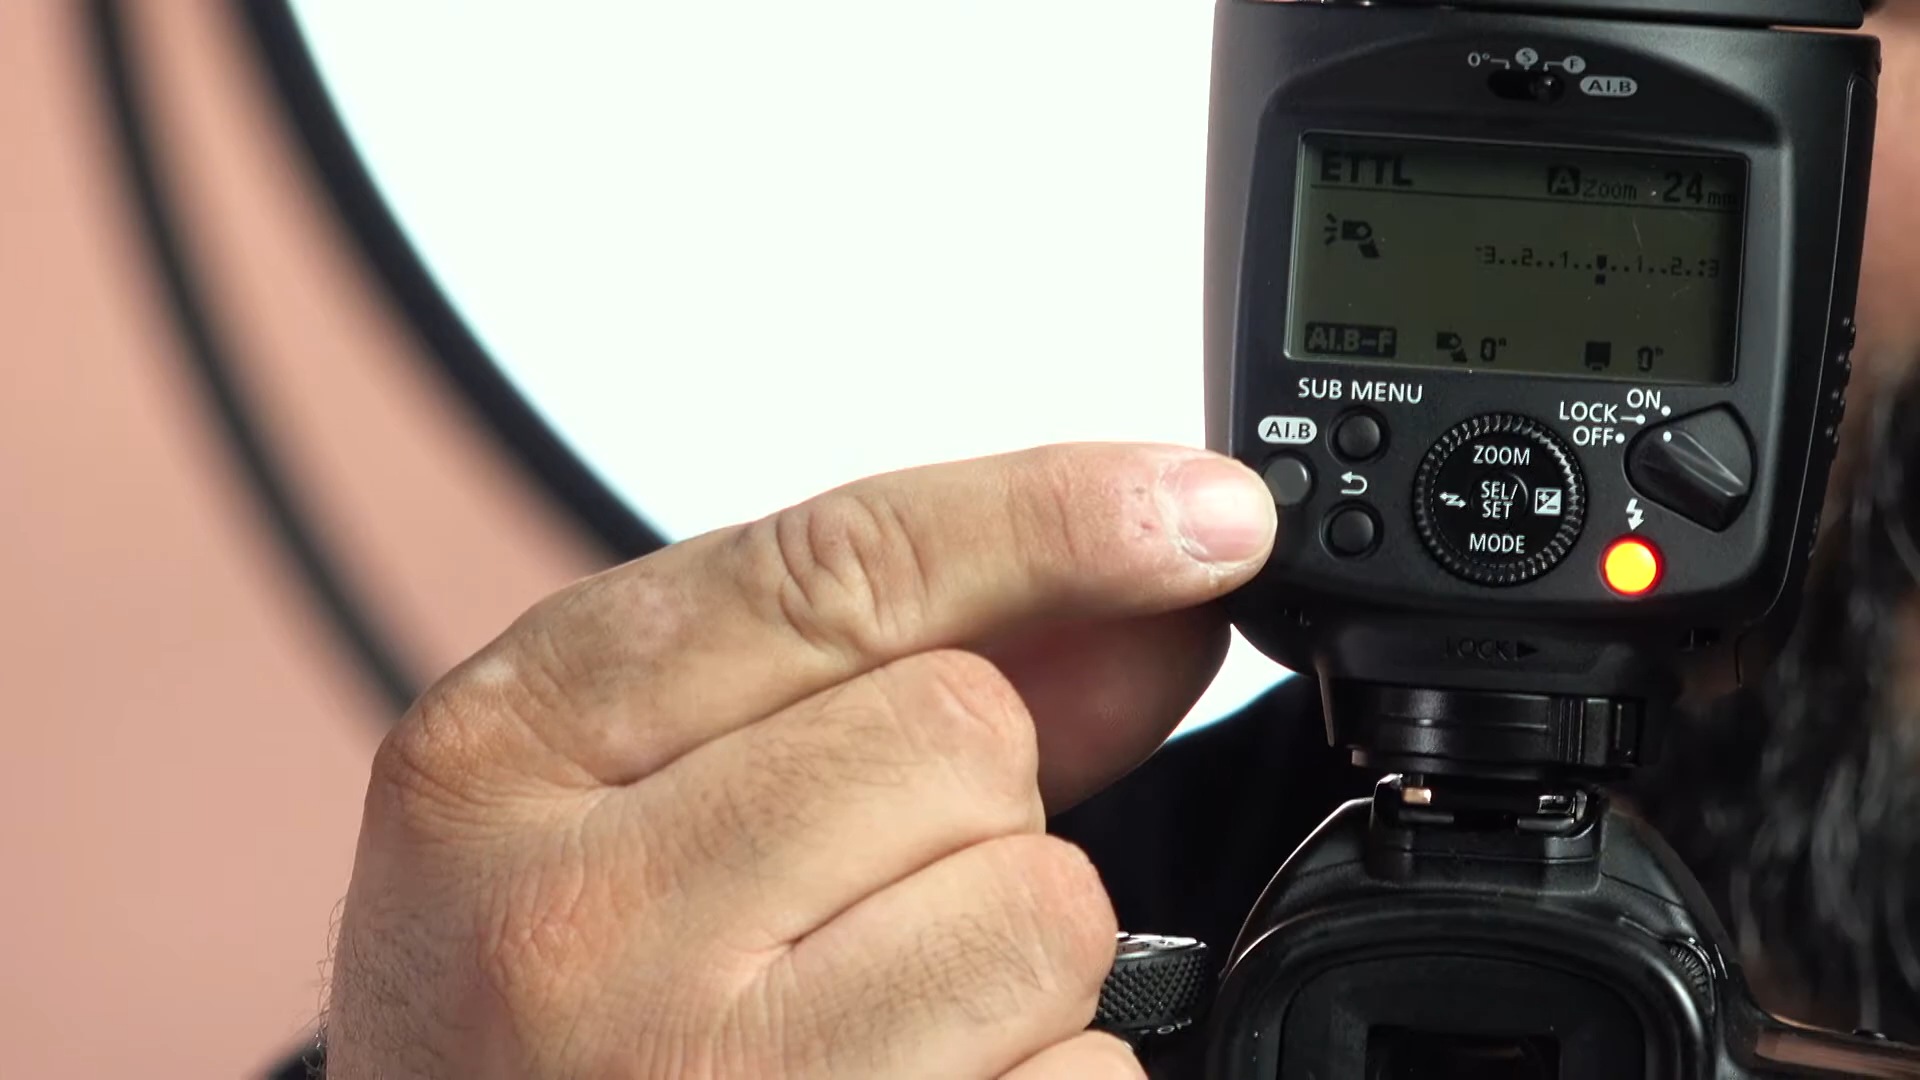 0° S F
AI.B
ETTL
A Zoom 24mm
-3..2..1..▪..1..2..:3
AI.B-F 0° 0°
SUB MENU
AI.B
ON
LOCK
OFF
ZOOM
SEL/
SET
MODE
LOCK ▶